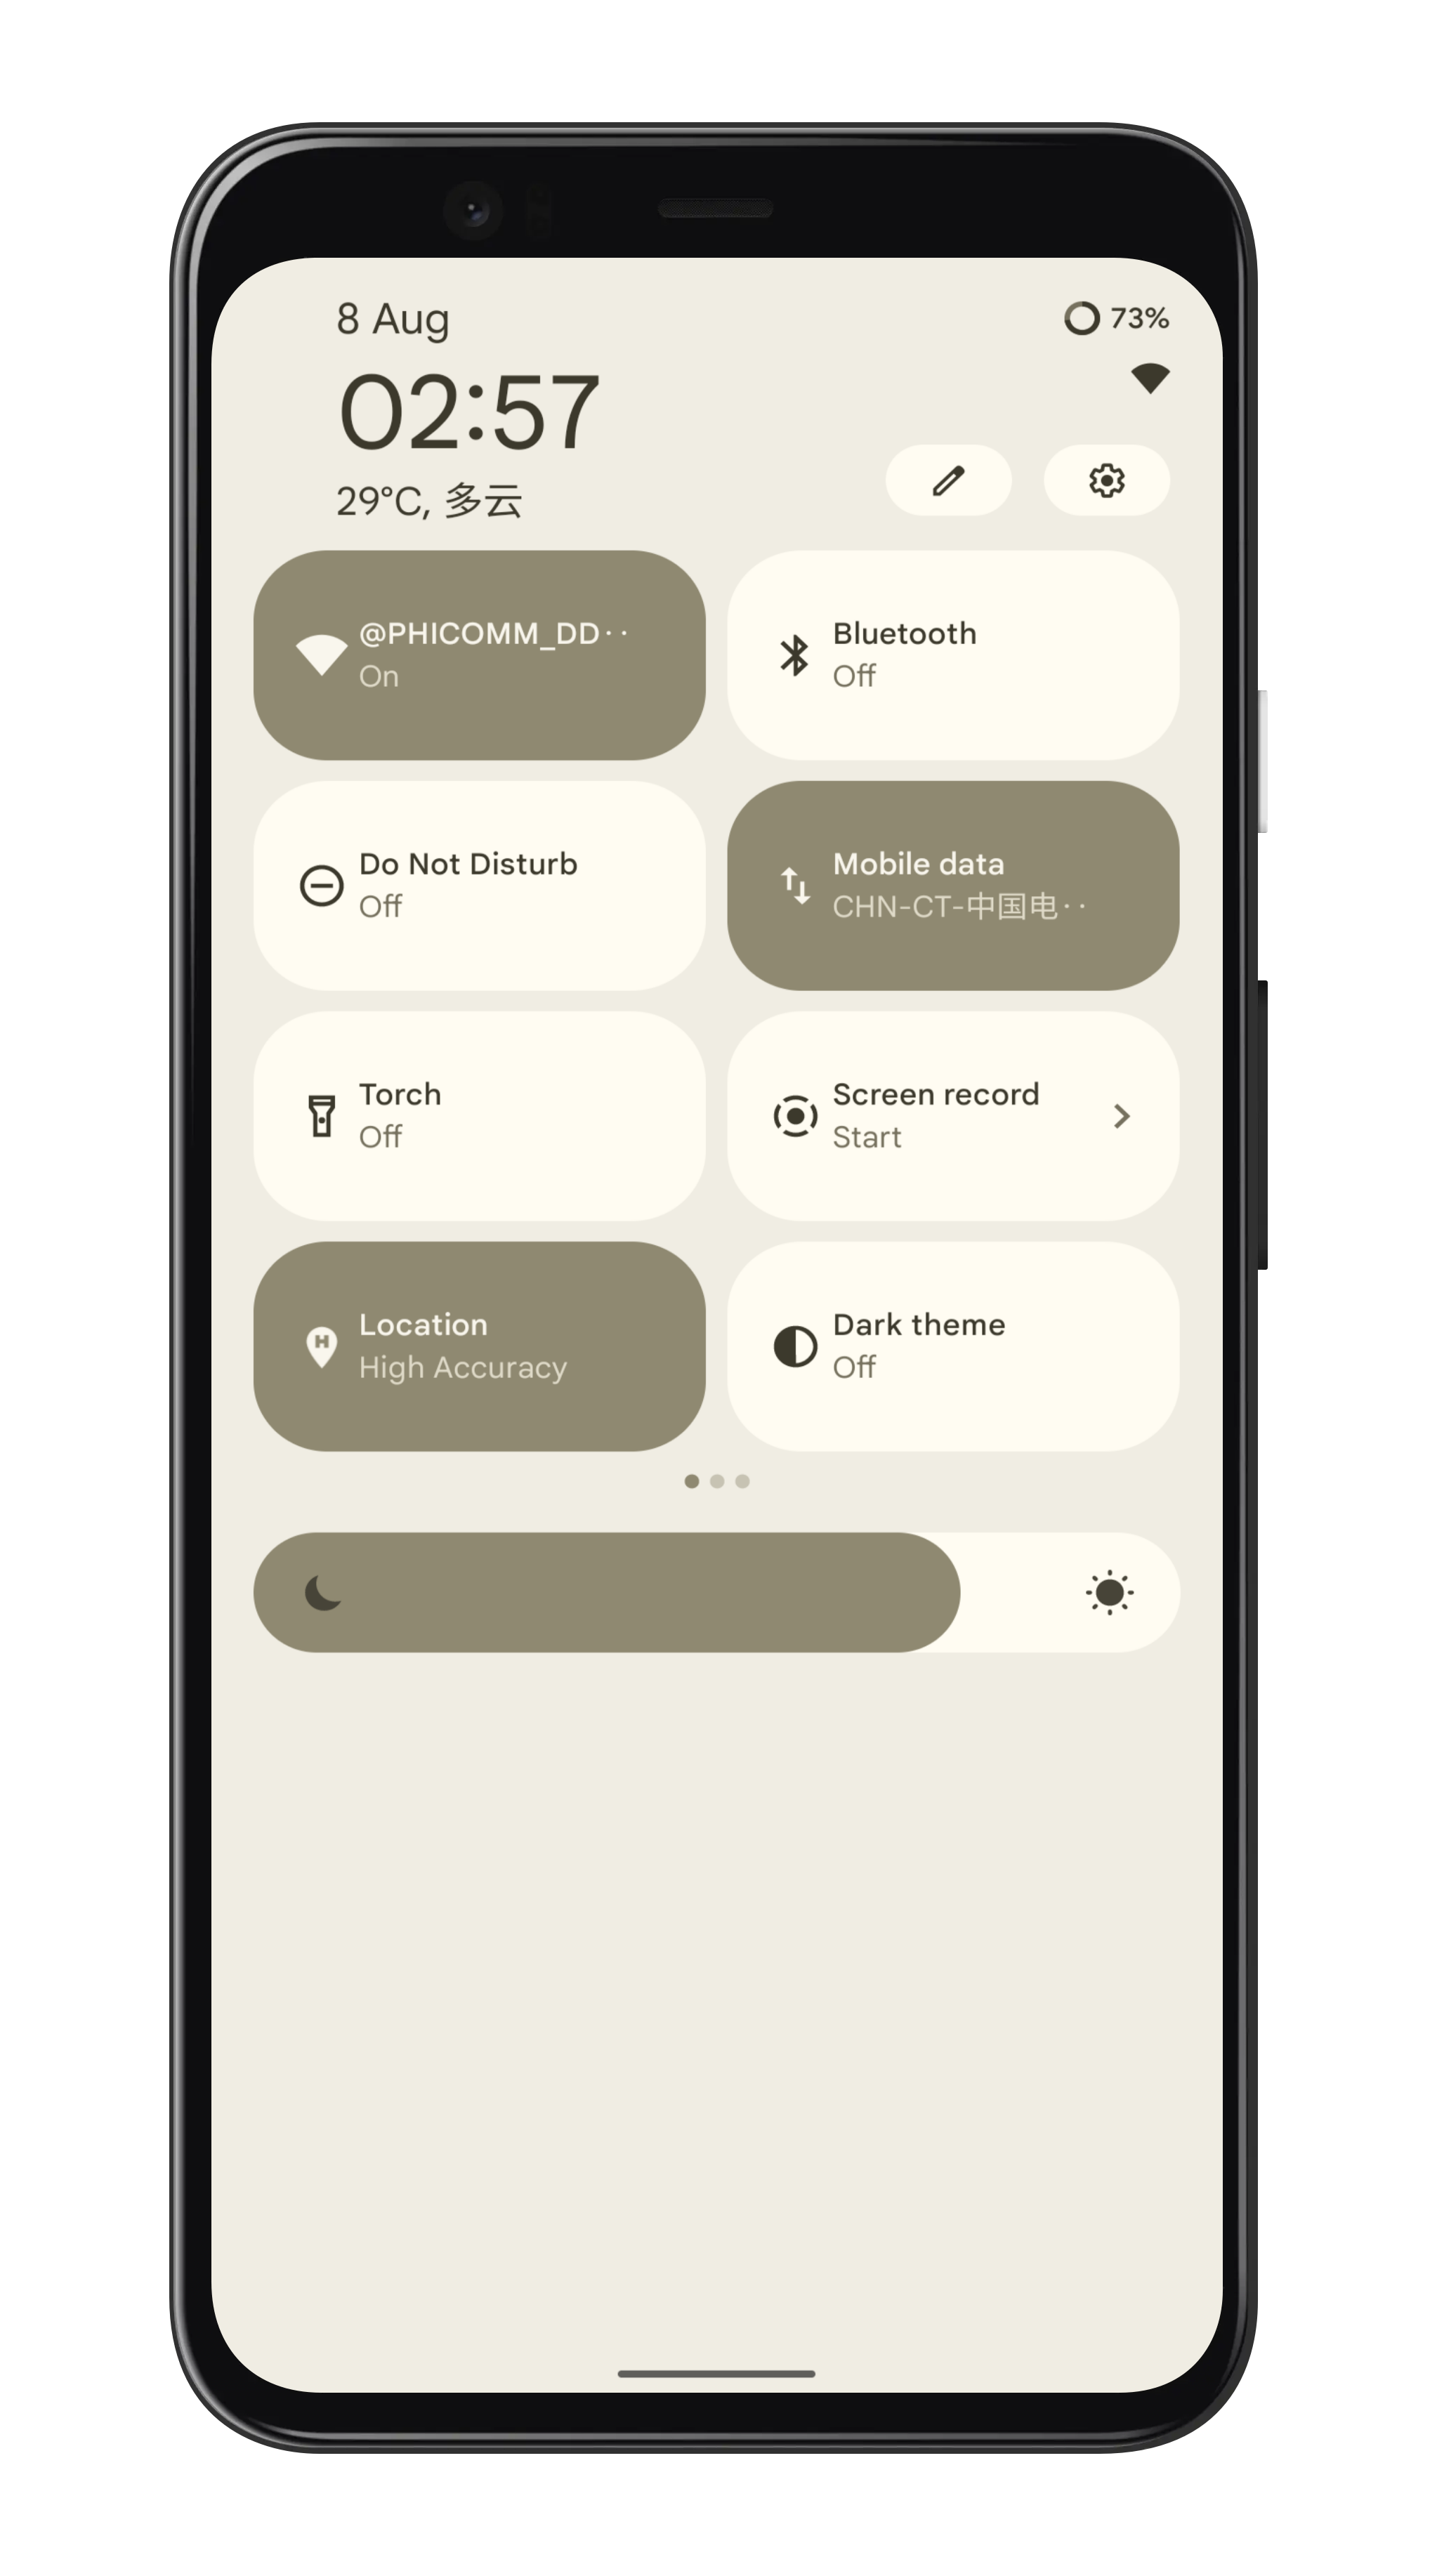 8 Aug
73%
02:57
29°C, 多云
@PHICOMM_DD··
On
Bluetooth
Off
Do Not Disturb
Off
Mobile data
CHN-CT-中国电··
Torch
Off
Screen record
Start
Location
High Accuracy
Dark theme
Off